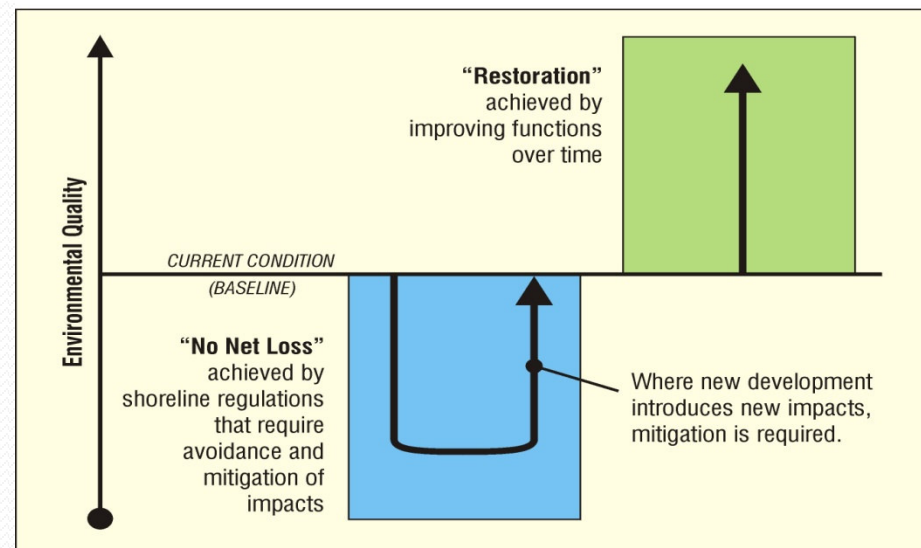 “Restoration”
achieved by
improving functions
over time
Environmental Quality
CURRENT CONDITION
(BASELINE)
“No Net Loss”
achieved by
shoreline regulations
that require
avoidance and
mitigation of
impacts
Where new development
introduces new impacts,
mitigation is required.